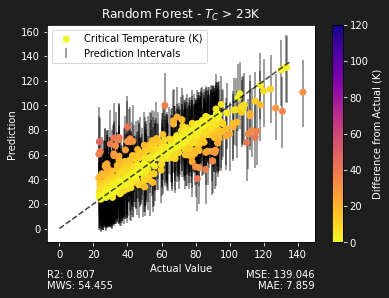 Random Forest - T_C > 23K
Critical Temperature (K)
Prediction Intervals
160
140
120
100
80
60
40
20
0
Prediction
0 20 40 60 80 100 120 140
Actual Value
120
100
80
60
40
20
0
Difference from Actual (K)
R2: 0.807
MWS: 54.455
MSE: 139.046
MAE: 7.859